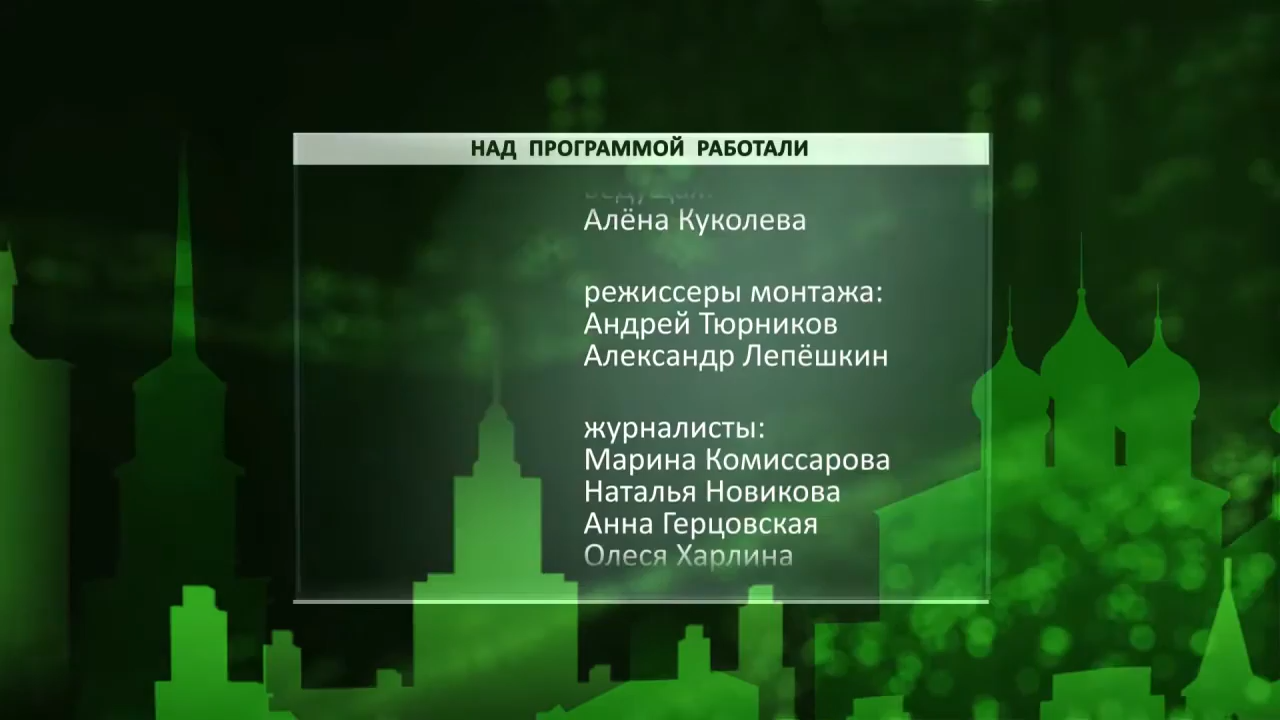 НАД ПРОГРАММОЙ РАБОТАЛИ
Алёна Куколева
режиссеры монтажа:
Андрей Тюрников
Александр Лепёшкин
журналисты:
Марина Комиссарова
Наталья Новикова
Анна Герцовская
Олеся Харлина